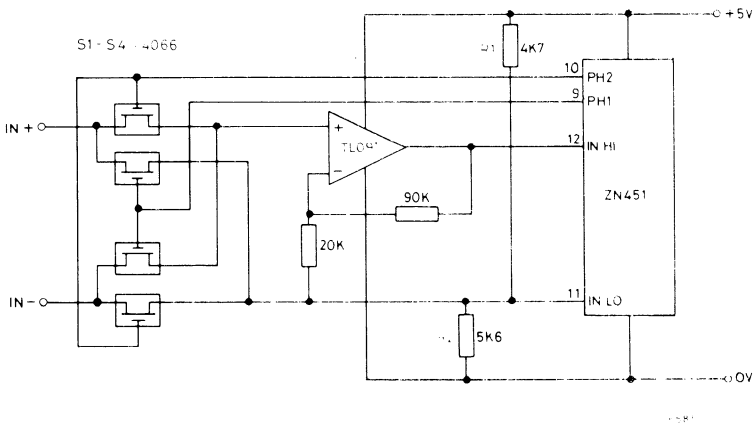 +5V
S1-S4 4066
4K7
10
PH2
9
PH1
IN +
+
12
IN HI
−
90K
ZN451
20K
IN−
11
IN LO
5K6
0V